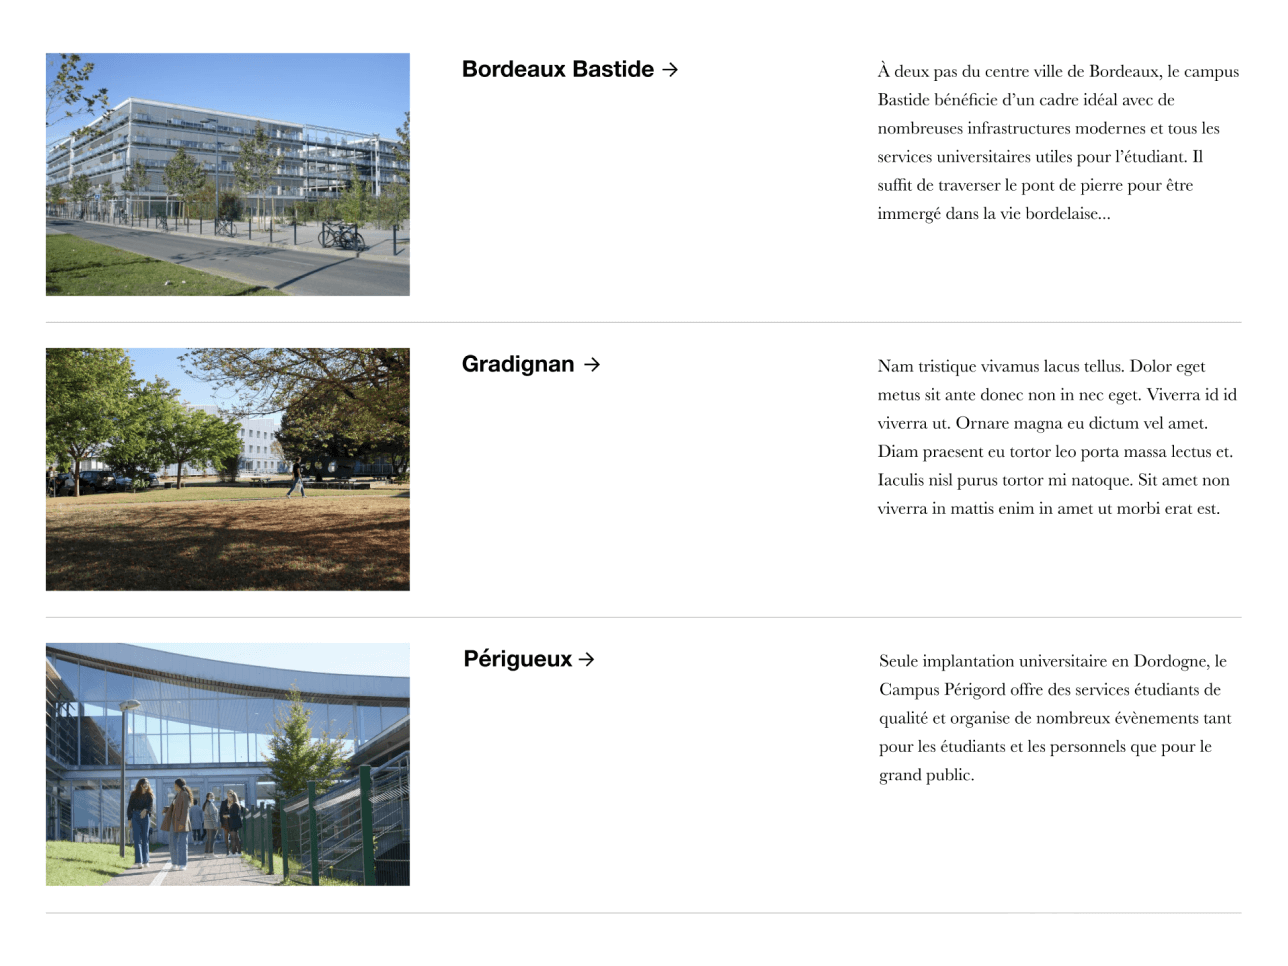 Bordeaux Bastide →
À deux pas du centre ville de Bordeaux, le campus
Bastide bénéficie d’un cadre idéal avec de
nombreuses infrastructures modernes et tous les
services universitaires utiles pour l’étudiant. Il
suffit de traverser le pont de pierre pour être
immergé dans la vie bordelaise...
Gradignan →
Nam tristique vivamus lacus tellus. Dolor eget
metus sit ante donec non in nec eget. Viverra id id
viverra ut. Ornare magna eu dictum vel amet.
Diam praesent eu tortor leo porta massa lectus et.
Iaculis nisl purus tortor mi natoque. Sit amet non
viverra in mattis enim in amet ut morbi erat est.
Périgueux →
Seule implantation universitaire en Dordogne, le
Campus Périgord offre des services étudiants de
qualité et organise de nombreux évènements tant
pour les étudiants et les personnels que pour le
grand public.